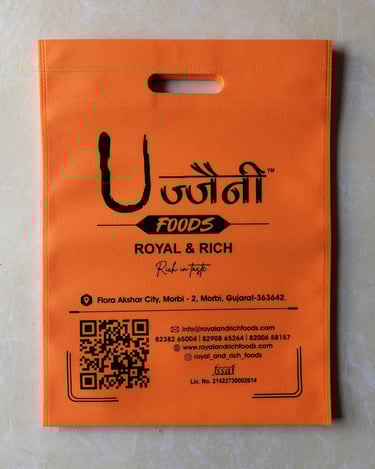 Uज्जैनी™
FOODS
ROYAL & RICH
Rich in taste
Flora Akshar City, Morbi - 2, Morbi, Gujarat-363642.
info@royalandrichfoods.com
82382 65004 | 82908 65264 | 82006 58157
www.royalandrichfoods.com
royal_and_rich_foods
fssai
Lic. No. 21422730002614